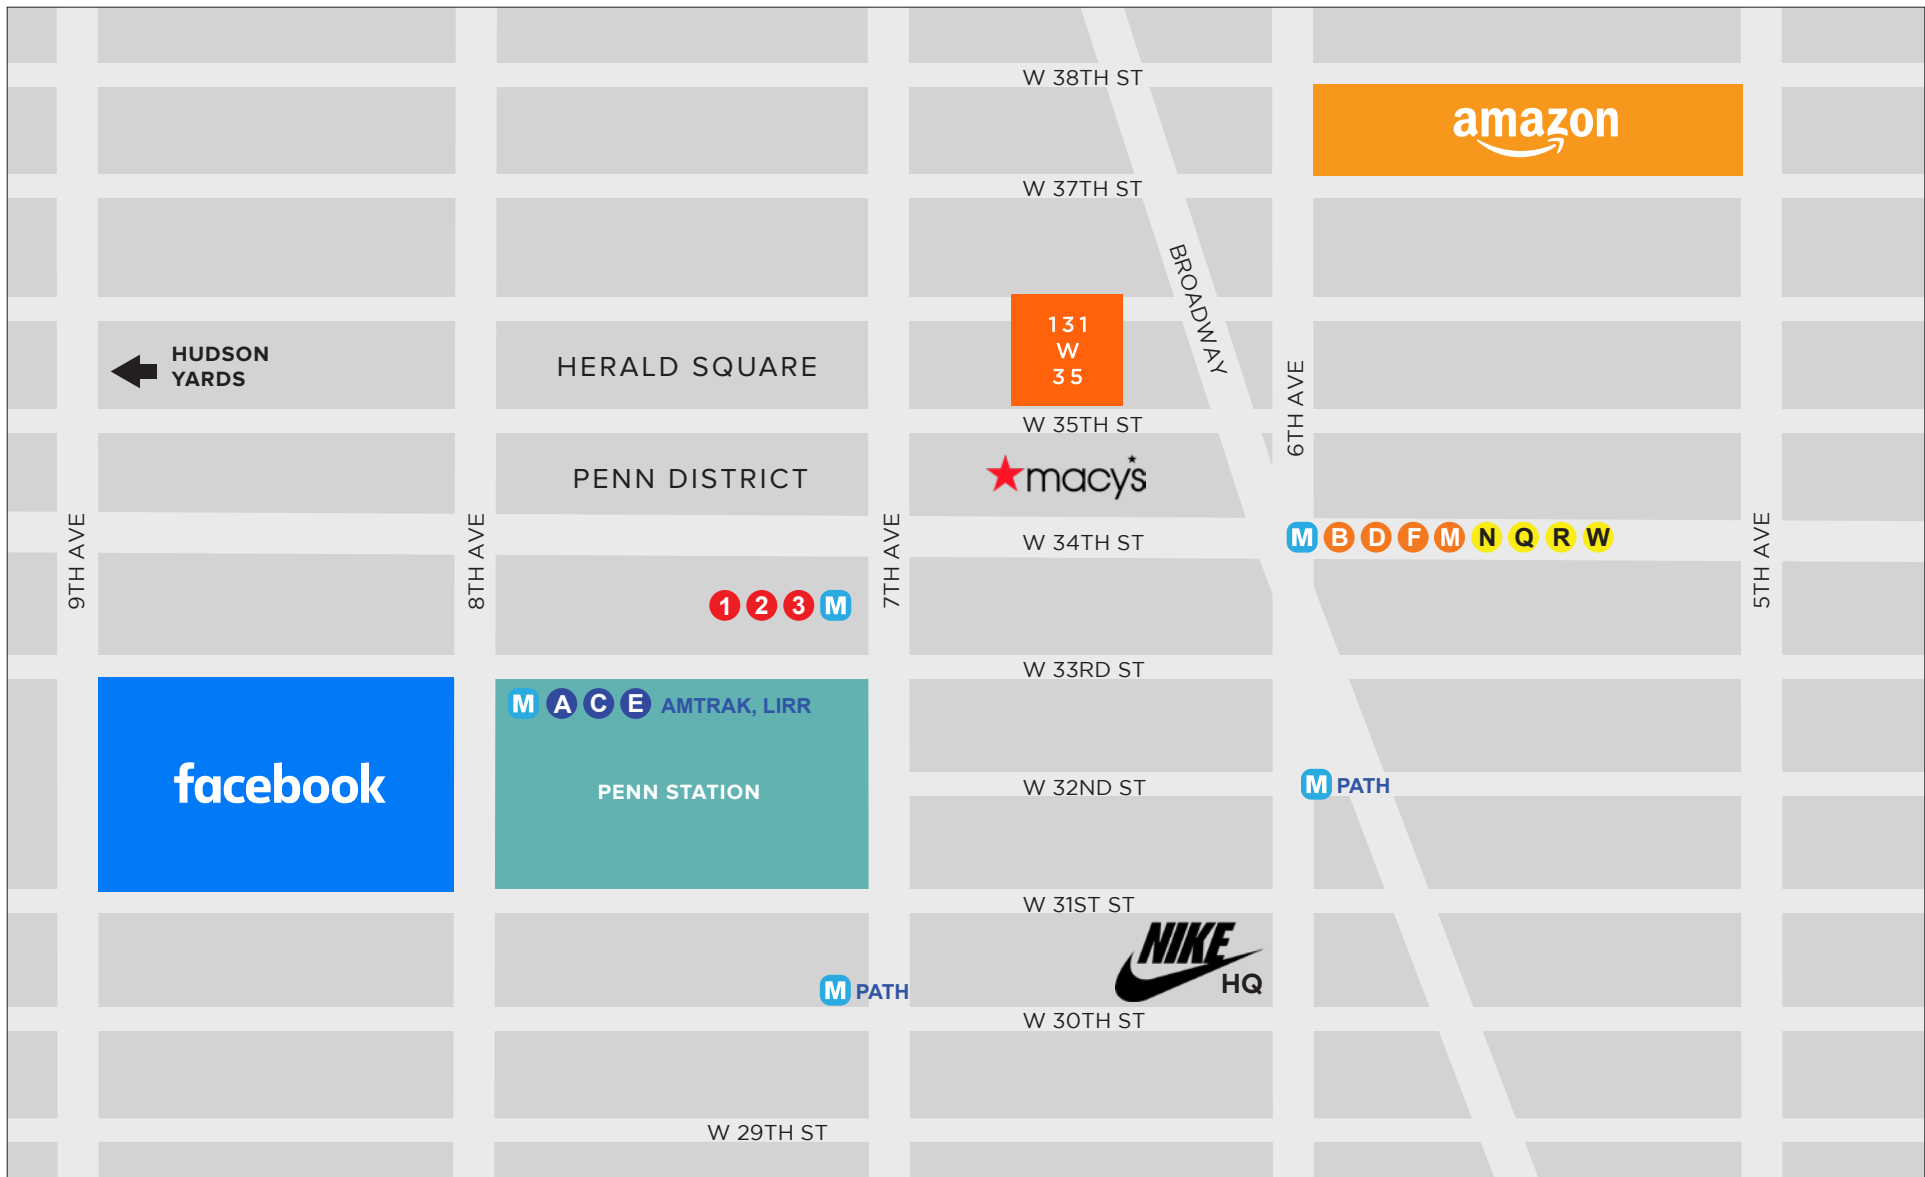 W 38TH ST
amazon
W 37TH ST
BROADWAY
131
W
35
HUDSON
YARDS
HERALD SQUARE
6TH AVE
W 35TH ST
PENN DISTRICT
macy's
9TH AVE
8TH AVE
7TH AVE
W 34TH ST
M B D F M N Q R W
5TH AVE
1 2 3 M
W 33RD ST
M A C E AMTRAK, LIRR
facebook
PENN STATION
W 32ND ST
M PATH
W 31ST ST
NIKE
HQ
M PATH
W 30TH ST
W 29TH ST